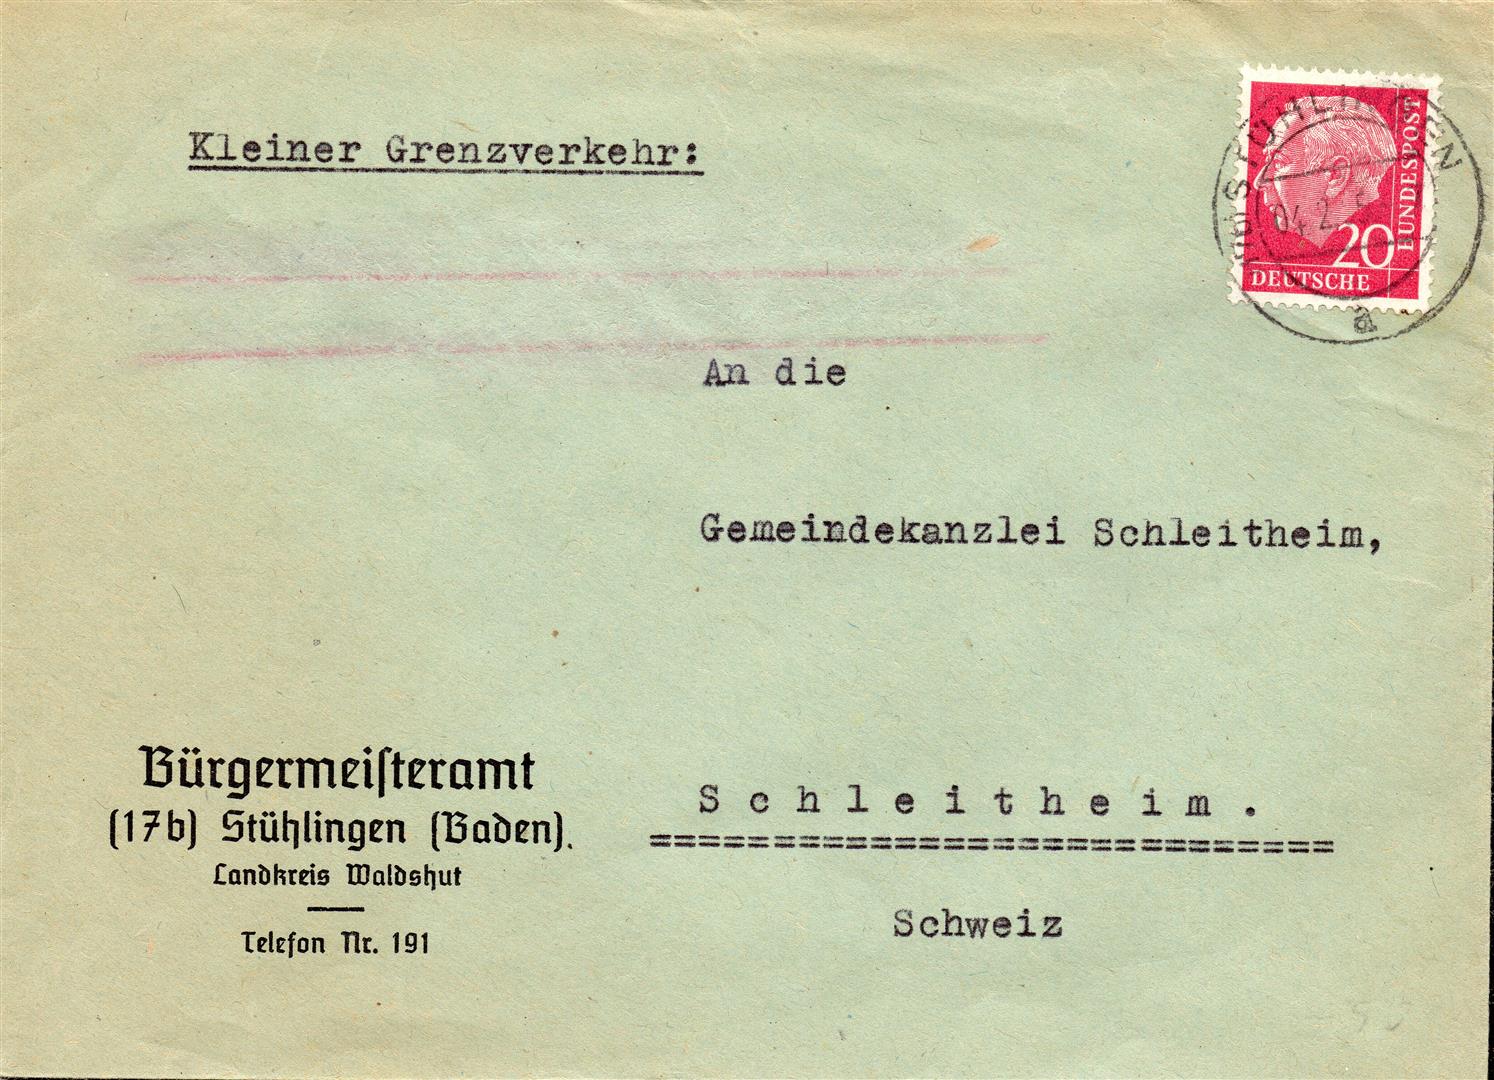 Kleiner Grenzverkehr:
20
DEUTSCHE
BUNDESPOST
a
An die
Gemeindekanzlei Schleitheim,
S c h l e i t h e i m .
============================
Schweiz
Bürgermeiſteramt
(17b) Stühlingen (Baden).
Landkreis Waldshut
Telefon Nr. 191